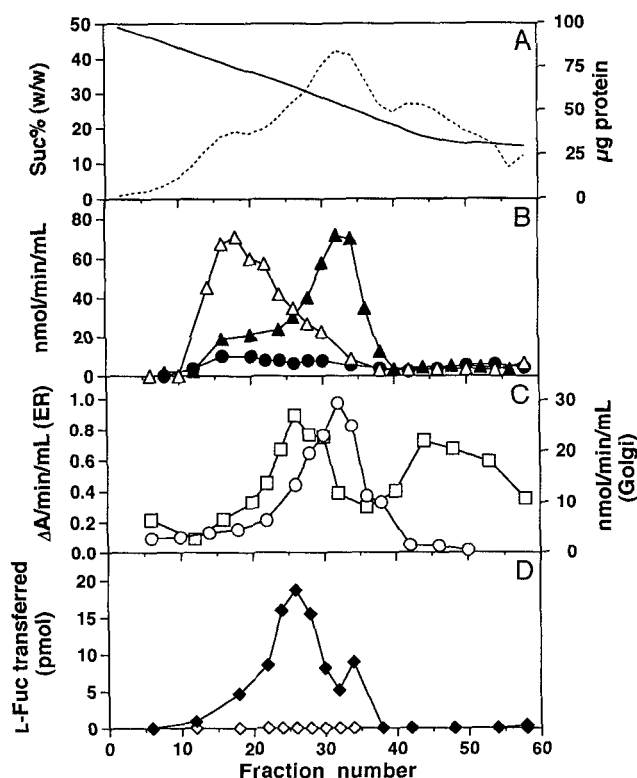 A
Suc% (w/w)
50
40
30
20
10
0
µg protein
100
75
50
25
0
B
nmol/min/mL
80
60
40
20
0
C
ΔA/min/mL (ER)
1.0
0.8
0.6
0.4
0.2
0.0
nmol/min/mL
(Golgi)
30
20
10
0
D
L-Fuc transferred
(pmol)
20
15
10
5
0
0 10 20 30 40 50 60
Fraction number